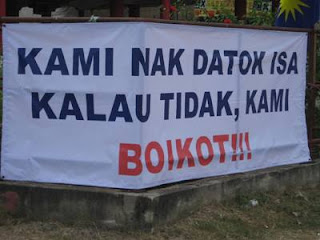 KAMI NAK DATOK ISA
KALAU TIDAK, KAMI
BOIKOT!!!